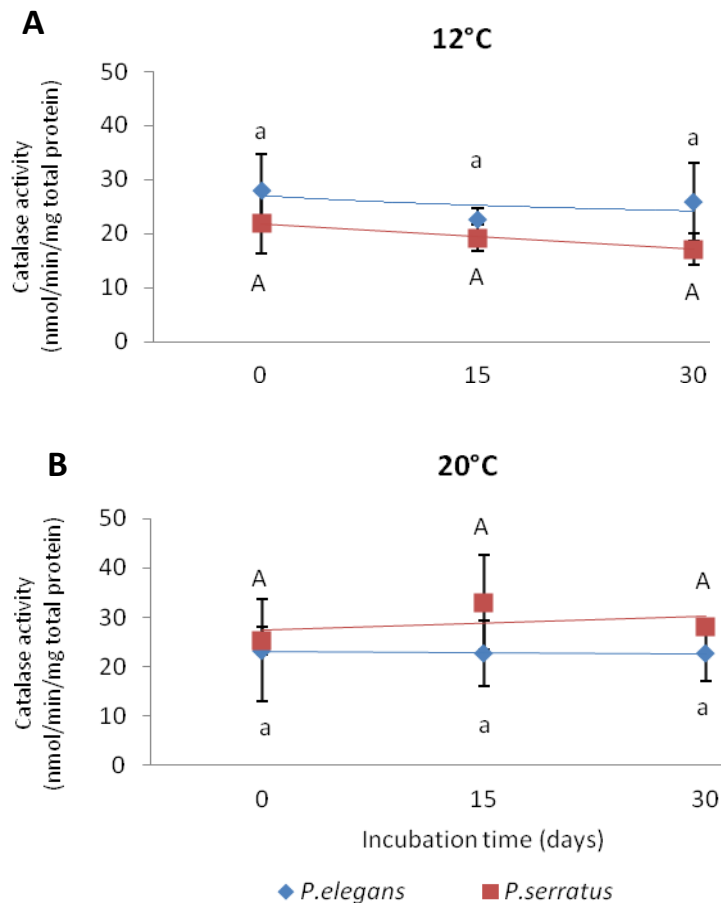 A
12°C
Catalase activity
(nmol/min/mg total protein)
50
40
30
20
10
0
a
a
a
A
A
A
0
15
30
B
20°C
Catalase activity
(nmol/min/mg total protein)
50
40
30
20
10
0
A
A
A
a
a
a
0
15
30
Incubation time (days)
P.elegans
P.serratus